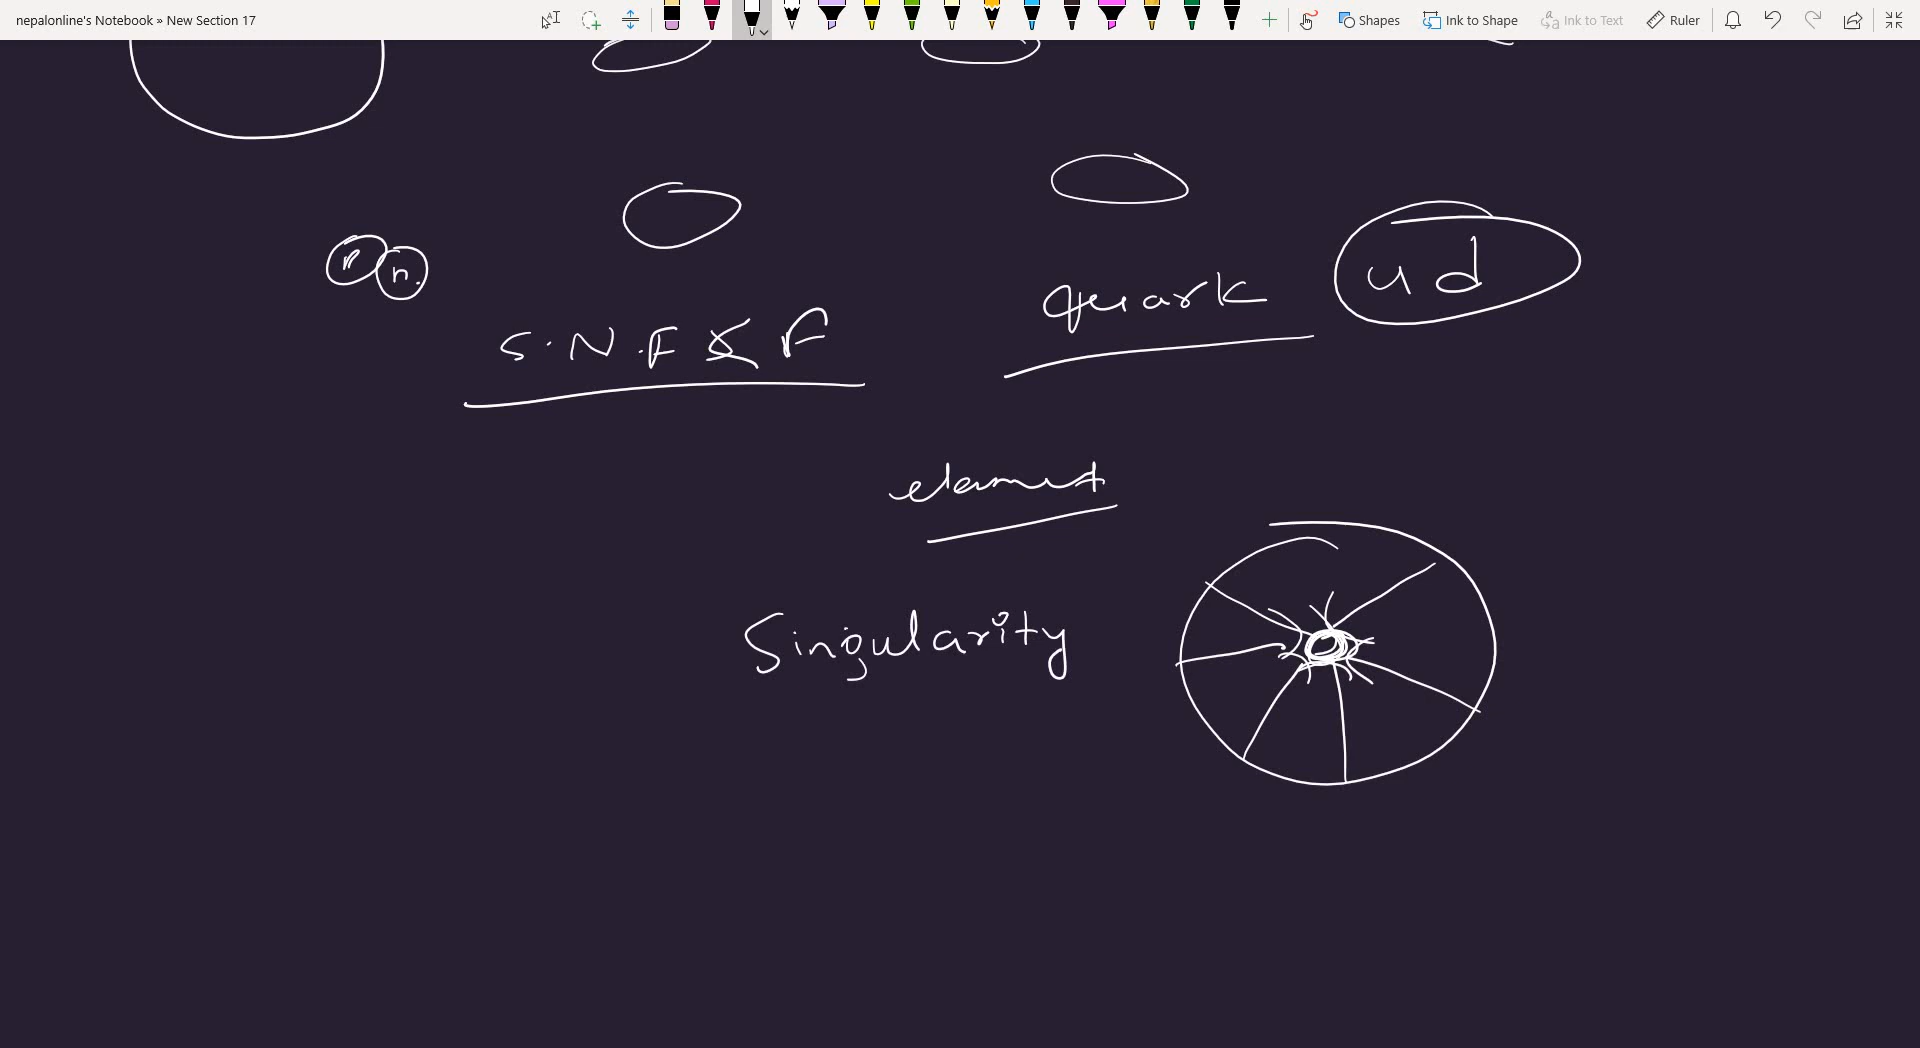 nepalonline's Notebook » New Section 17
Shapes Ink to Shape Ink to Text Ruler
n.
quark
u d
S.N.F F
element
Singularity